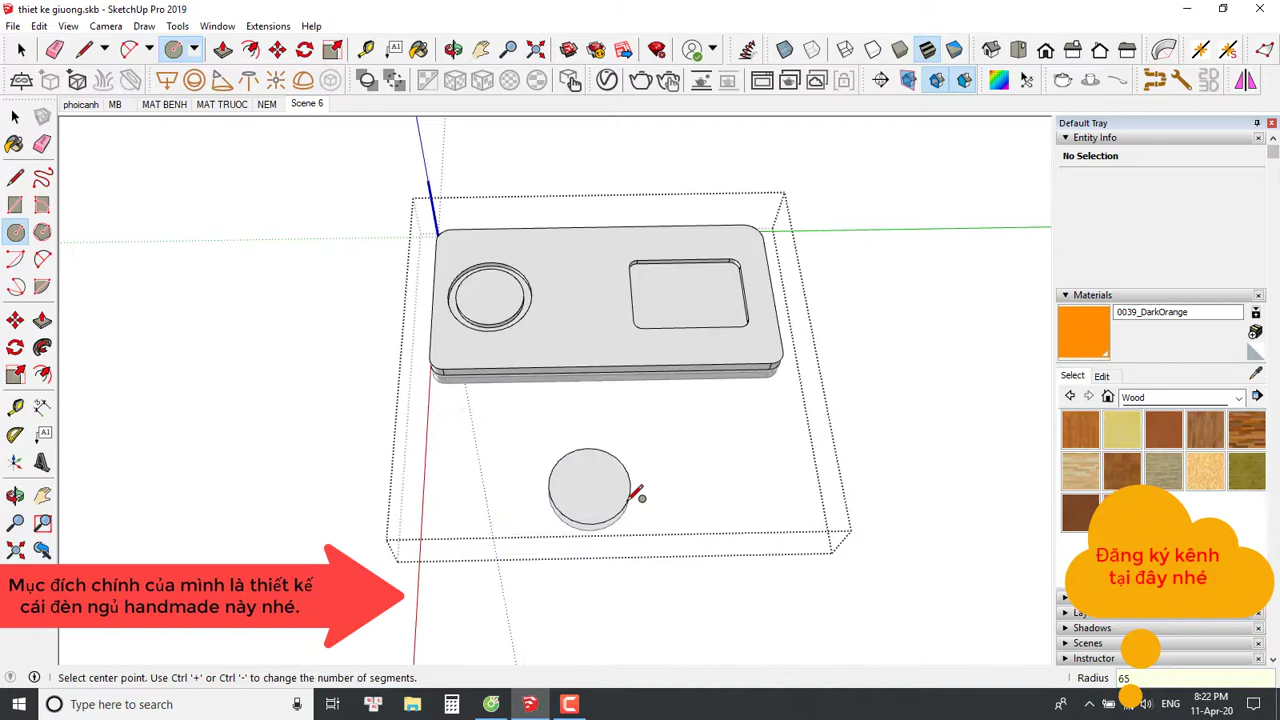 thiet ke giuong.skb - SketchUp Pro 2019
File Edit View Camera Draw Tools Window Extensions Help
phoicanh MB MAT BENH MAT TRUOC NEM Scene 6
Default Tray
Entity Info
No Selection
Materials
0039_DarkOrange
Select Edit
Wood
Đăng ký kênh
tại đây nhé
Mục đích chính của mình là thiết kế
cái đèn ngủ handmade này nhé.
Shadows
Scenes
Instructor
Select center point. Use Ctrl '+' or Ctrl '-' to change the number of segments.
Radius 65
Type here to search
ENG
8:22 PM
11-Apr-20